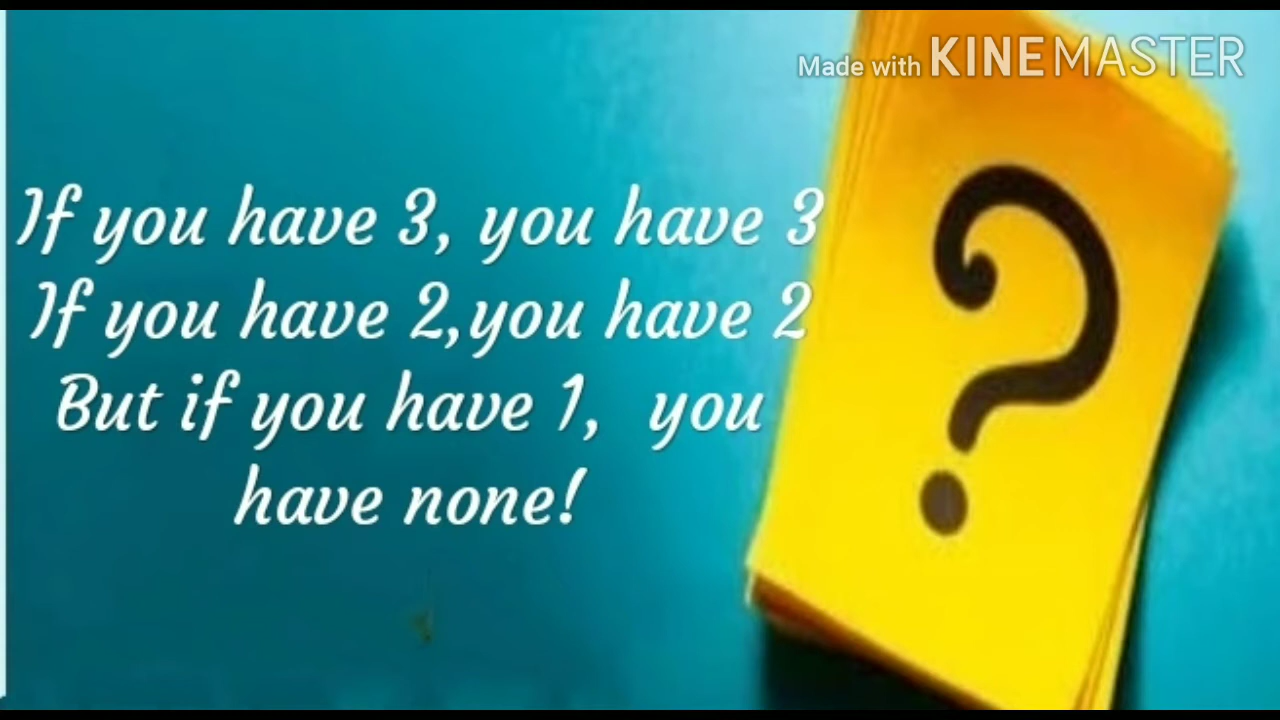 Made with KINEMASTER
If you have 3, you have 3
If you have 2,you have 2
But if you have 1, you
have none!
?